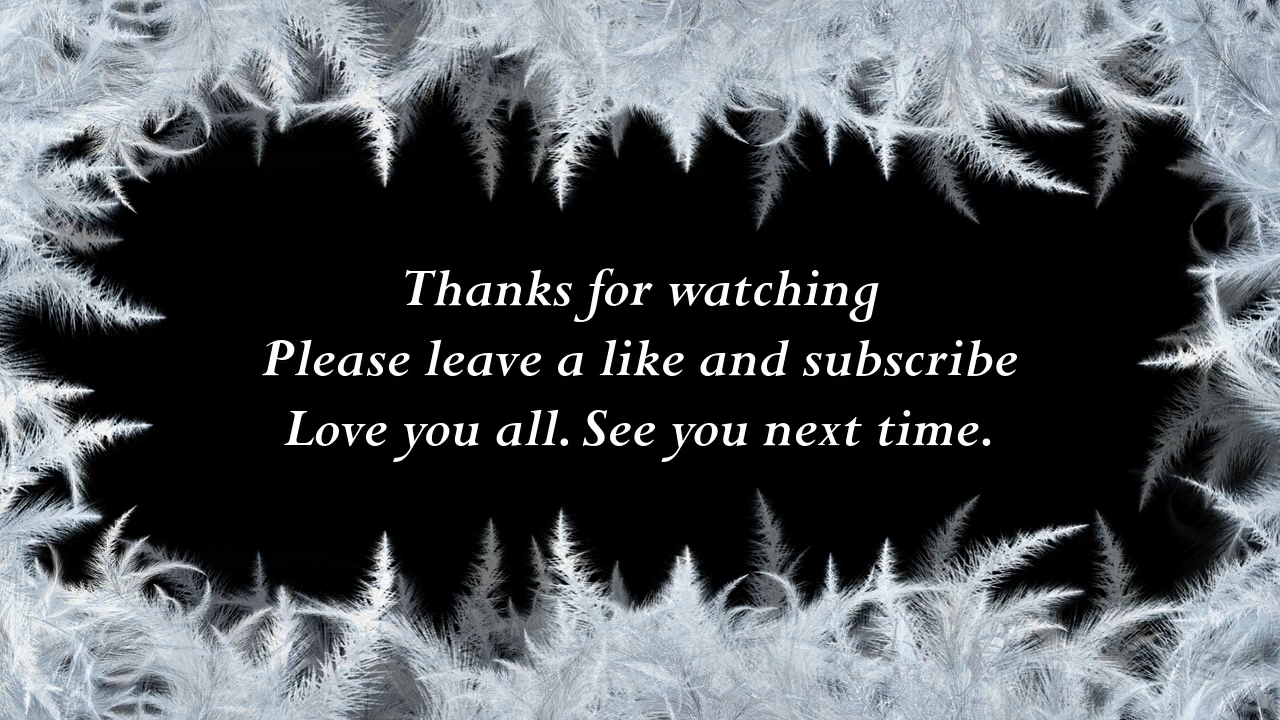 Thanks for watching
Please leave a like and subscribe
Love you all. See you next time.